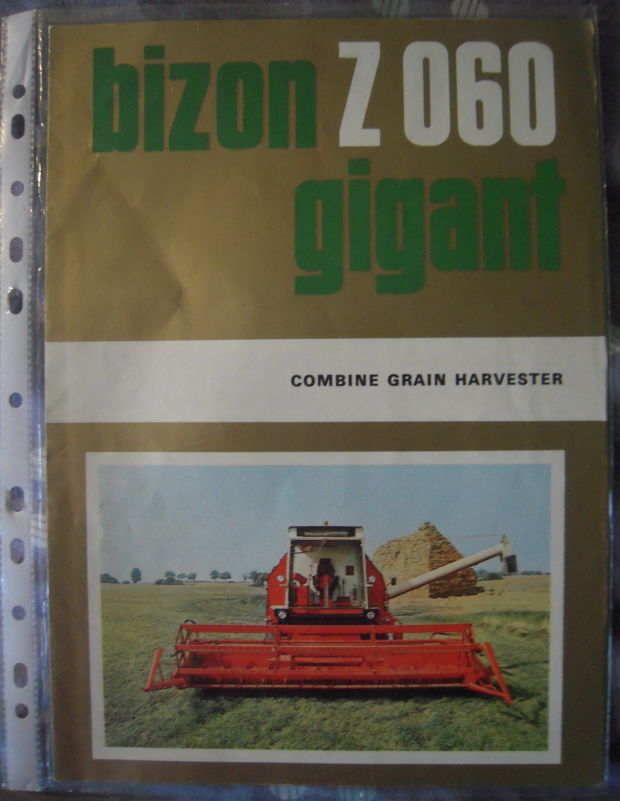 bizon Z 060
gigant
COMBINE GRAIN HARVESTER